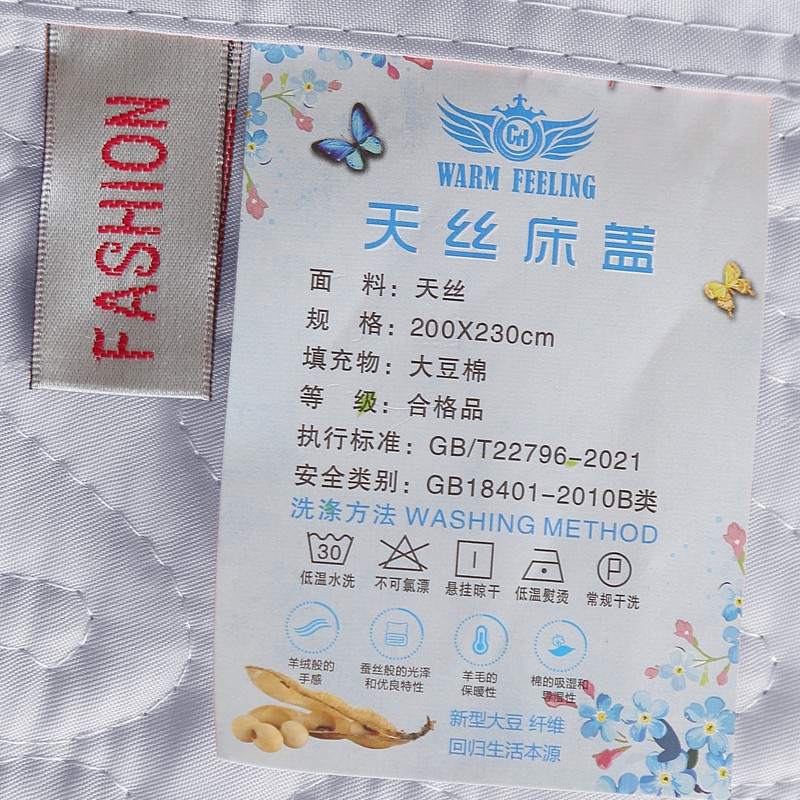 FASHION
CH
WARM FEELING
天丝床盖
面 料：天丝
规 格：200X230cm
填充物：大豆棉
等 级：合格品
执行标准：GB/T22796-2021
安全类别：GB18401-2010B类
洗涤方法 WASHING METHOD
30 P
低温水洗 不可氯漂 悬挂晾干 低温熨烫 常规干洗
羊绒般的 蚕丝般的光泽 羊毛的 棉的吸湿和
手感 和优良特性 保暖性 导湿性
新型大豆 纤维
回归生活本源